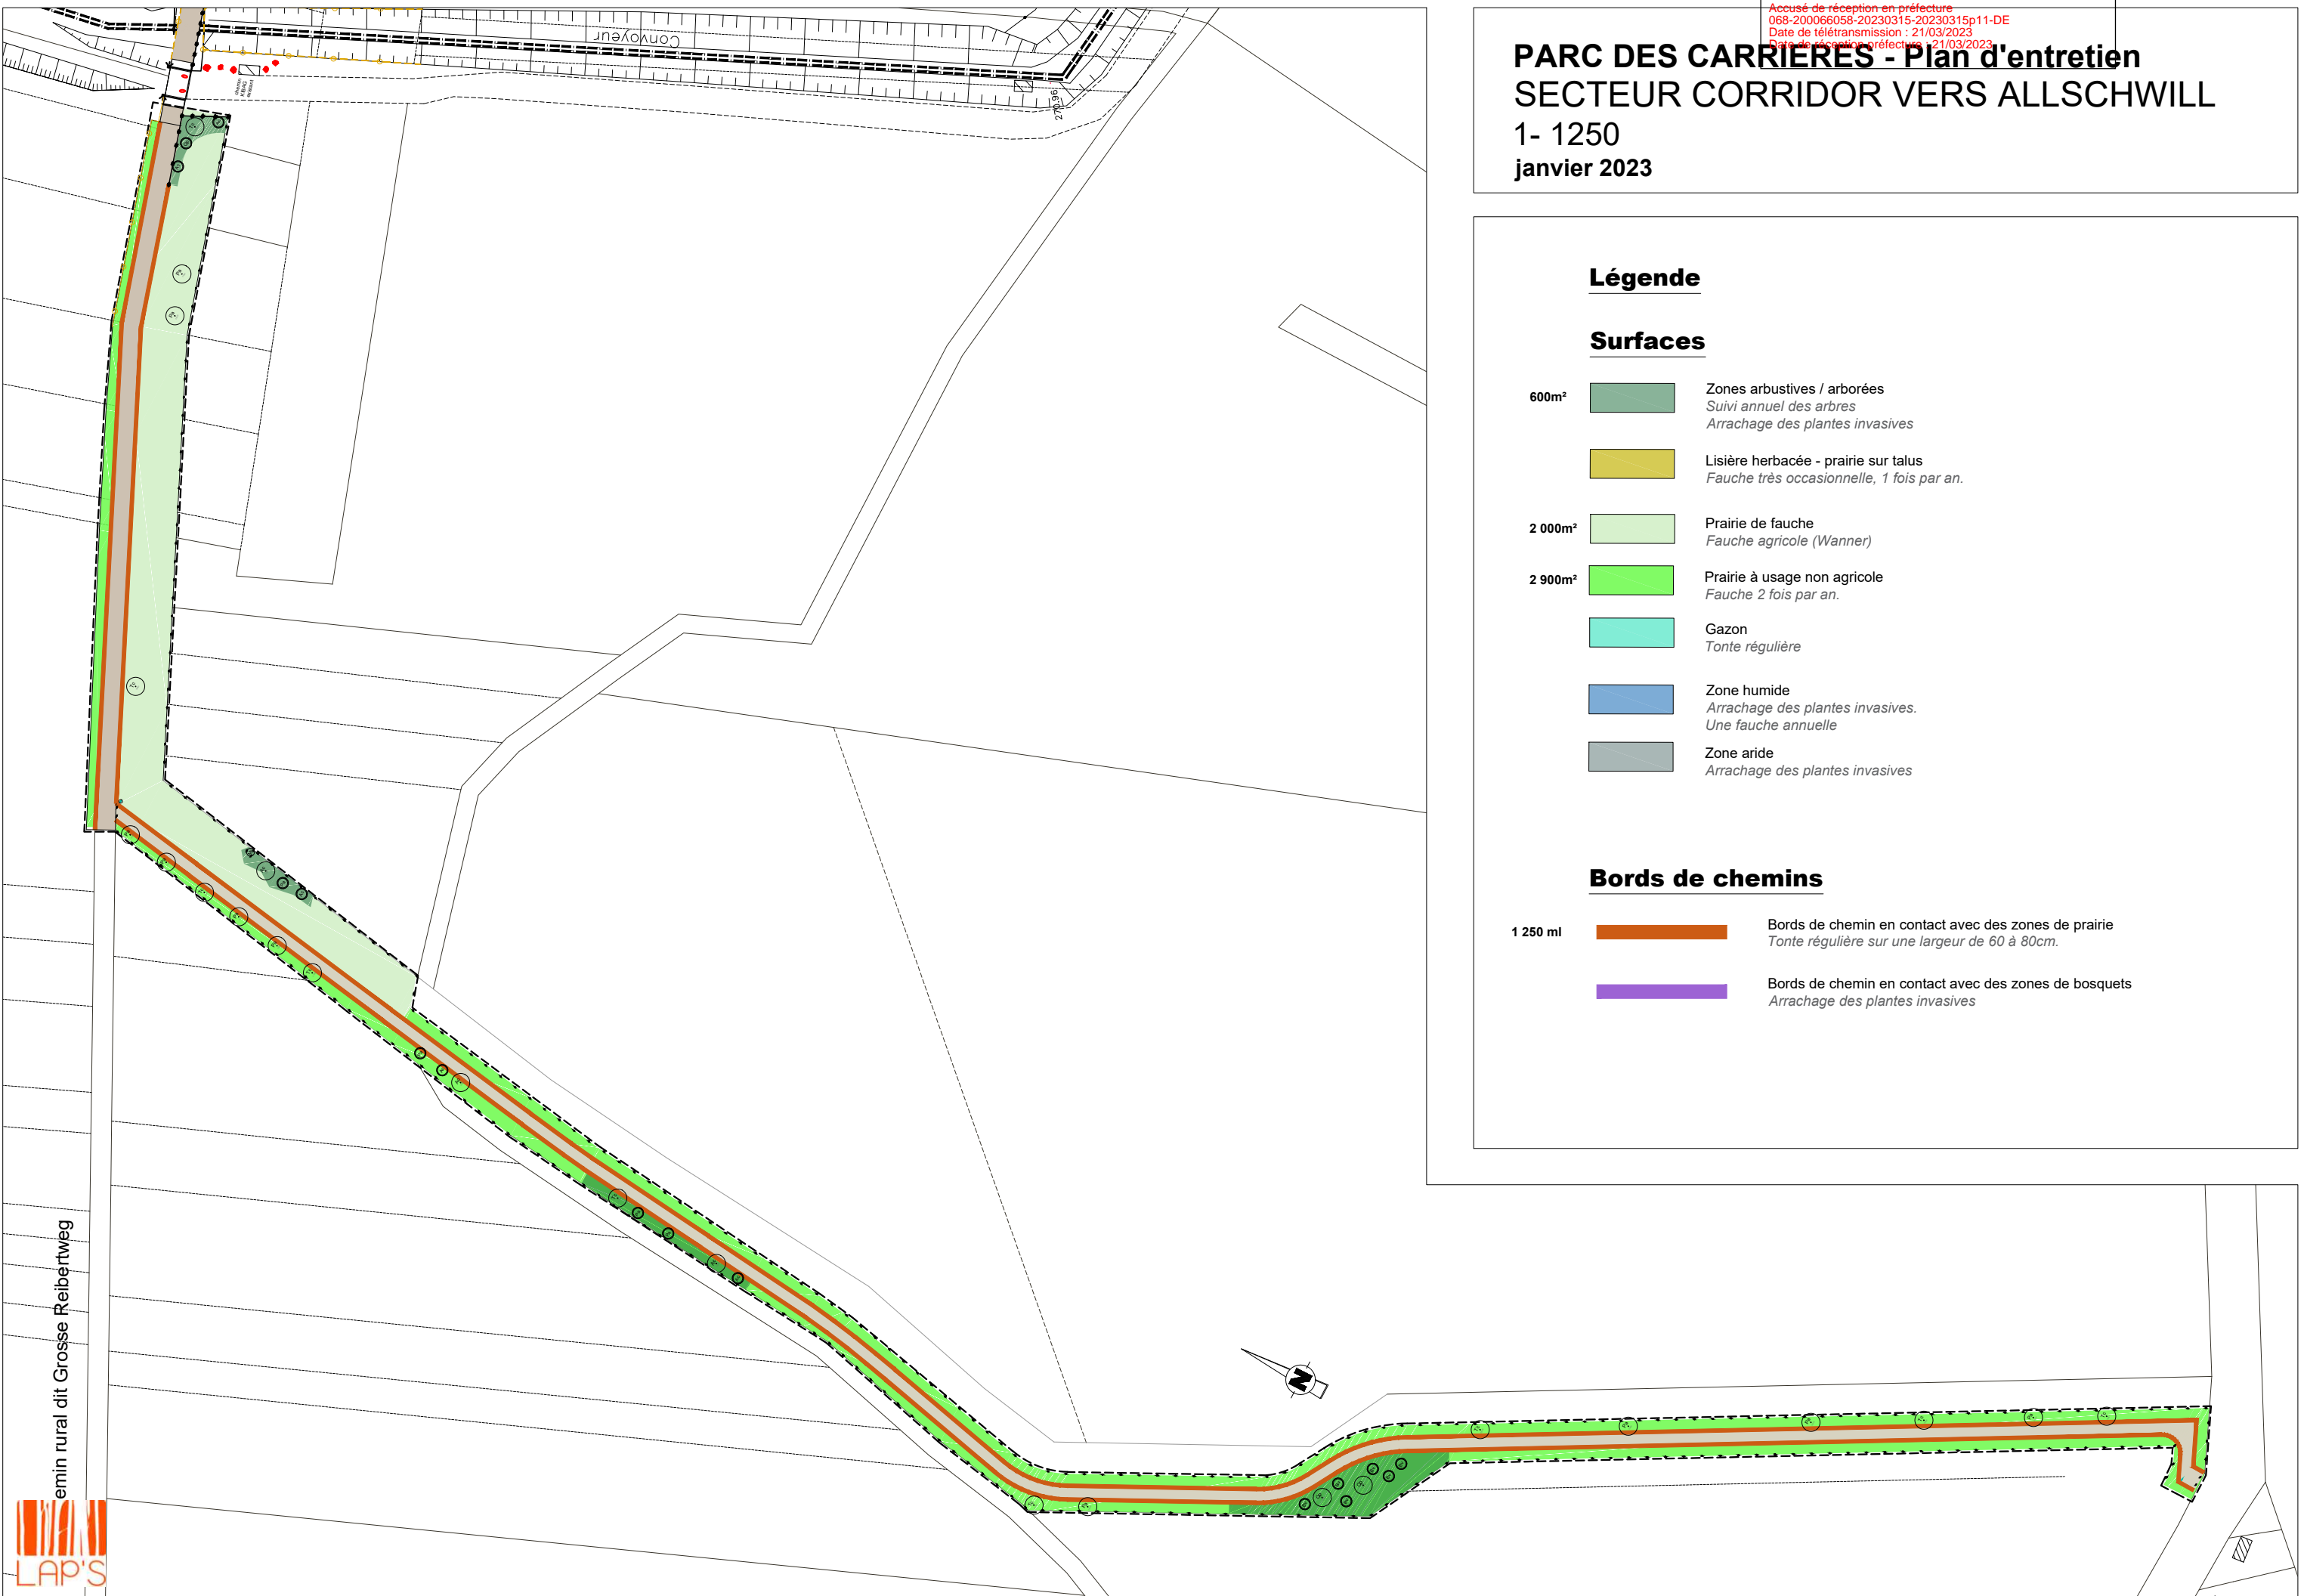 Accusé de réception en préfecture
068-200066058-20230315-20230315p11-DE
Date de télétransmission : 21/03/2023
Date de réception préfecture : 21/03/2023
PARC DES CARRIERES - Plan d'entretien
SECTEUR CORRIDOR VERS ALLSCHWILL
1- 1250
janvier 2023
Légende
Surfaces
600m²
Zones arbustives / arborées
Suivi annuel des arbres
Arrachage des plantes invasives
Lisière herbacée - prairie sur talus
Fauche très occasionnelle, 1 fois par an.
2 000m²
Prairie de fauche
Fauche agricole (Wanner)
2 900m²
Prairie à usage non agricole
Fauche 2 fois par an.
Gazon
Tonte régulière
Zone humide
Arrachage des plantes invasives.
Une fauche annuelle
Zone aride
Arrachage des plantes invasives
Bords de chemins
1 250 ml
Bords de chemin en contact avec des zones de prairie
Tonte régulière sur une largeur de 60 à 80cm.
Bords de chemin en contact avec des zones de bosquets
Arrachage des plantes invasives
Convoyeur
270.96
emin rural dit Grosse Reibertweg
N
LAP'S